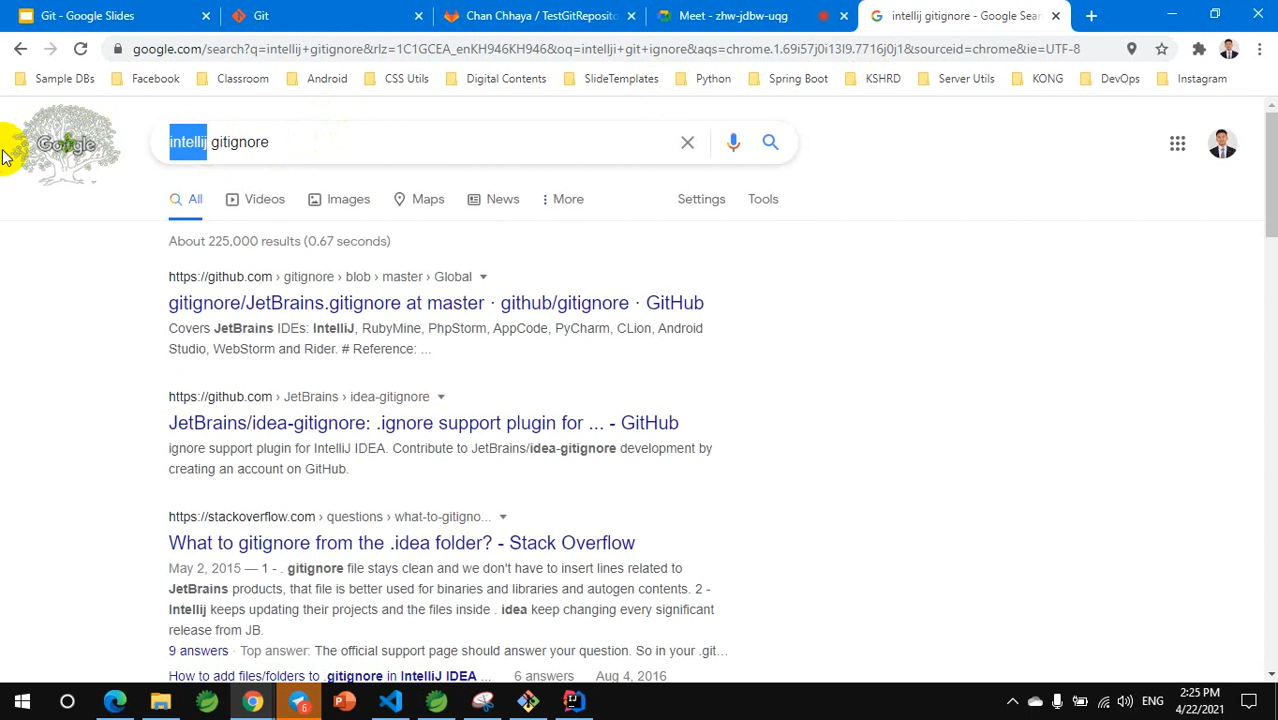 Git - Google Slides
Git
Chan Chhaya / TestGitReposito
Meet - zhw-jdbw-uqg
intellij gitignore - Google Sear
google.com/search?q=intellij+gitignore&rlz=1C1GCEA_enKH946KH946&oq=intellji+git+ignore&aqs=chrome.1.69i57j0i13l9.7716j0j1&sourceid=chrome&ie=UTF-8
Sample DBs
Facebook
Classroom
Android
CSS Utils
Digital Contents
SlideTemplates
Python
Spring Boot
KSHRD
Server Utils
KONG
DevOps
Instagram
Google
intellij gitignore
All
Videos
Images
Maps
News
More
Settings
Tools
About 225,000 results (0.67 seconds)
https://github.com › gitignore › blob › master › Global
gitignore/JetBrains.gitignore at master · github/gitignore · GitHub
Covers JetBrains IDEs: IntelliJ, RubyMine, PhpStorm, AppCode, PyCharm, CLion, Android
Studio, WebStorm and Rider. # Reference: ...
https://github.com › JetBrains › idea-gitignore
JetBrains/idea-gitignore: .ignore support plugin for ... - GitHub
ignore support plugin for IntelliJ IDEA. Contribute to JetBrains/idea-gitignore development by
creating an account on GitHub.
https://stackoverflow.com › questions › what-to-gitigno...
What to gitignore from the .idea folder? - Stack Overflow
May 2, 2015 — 1 - . gitignore file stays clean and we don't have to insert lines related to
JetBrains products, that file is better used for binaries and libraries and autogen contents. 2 -
Intellij keeps updating their projects and the files inside . idea keep changing every significant
release from JB.
9 answers · Top answer: The official support page should answer your question. So in your .git...
How to add files/folders to .gitignore in IntelliJ IDEA ... 6 answers Aug 4, 2016
ENG
2:25 PM
4/22/2021